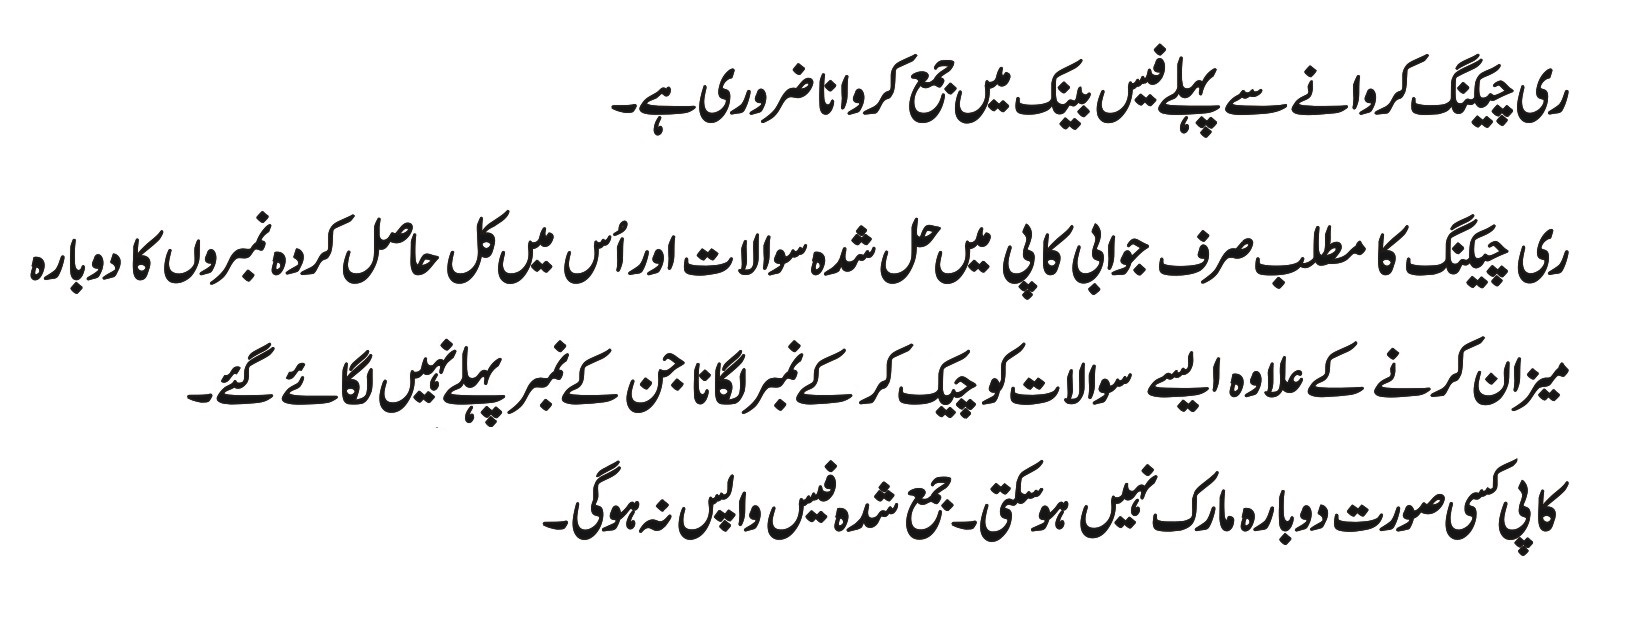 ری چیکنگ کروانے سے پہلے فیس بینک میں جمع کروانا ضروری ہے۔
ری چیکنگ کا مطلب صرف جوابی کاپی میں حل شدہ سوالات اور اُس میں کل حاصل کردہ نمبروں کا دوبارہ
میزان کرنے کے علاوہ ایسے سوالات کو چیک کر کے نمبر لگانا جن کے نمبر پہلے نہیں لگائے گئے۔
کاپی کسی صورت دوبارہ مارک نہیں ہوسکتی۔ جمع شدہ فیس واپس نہ ہوگی۔